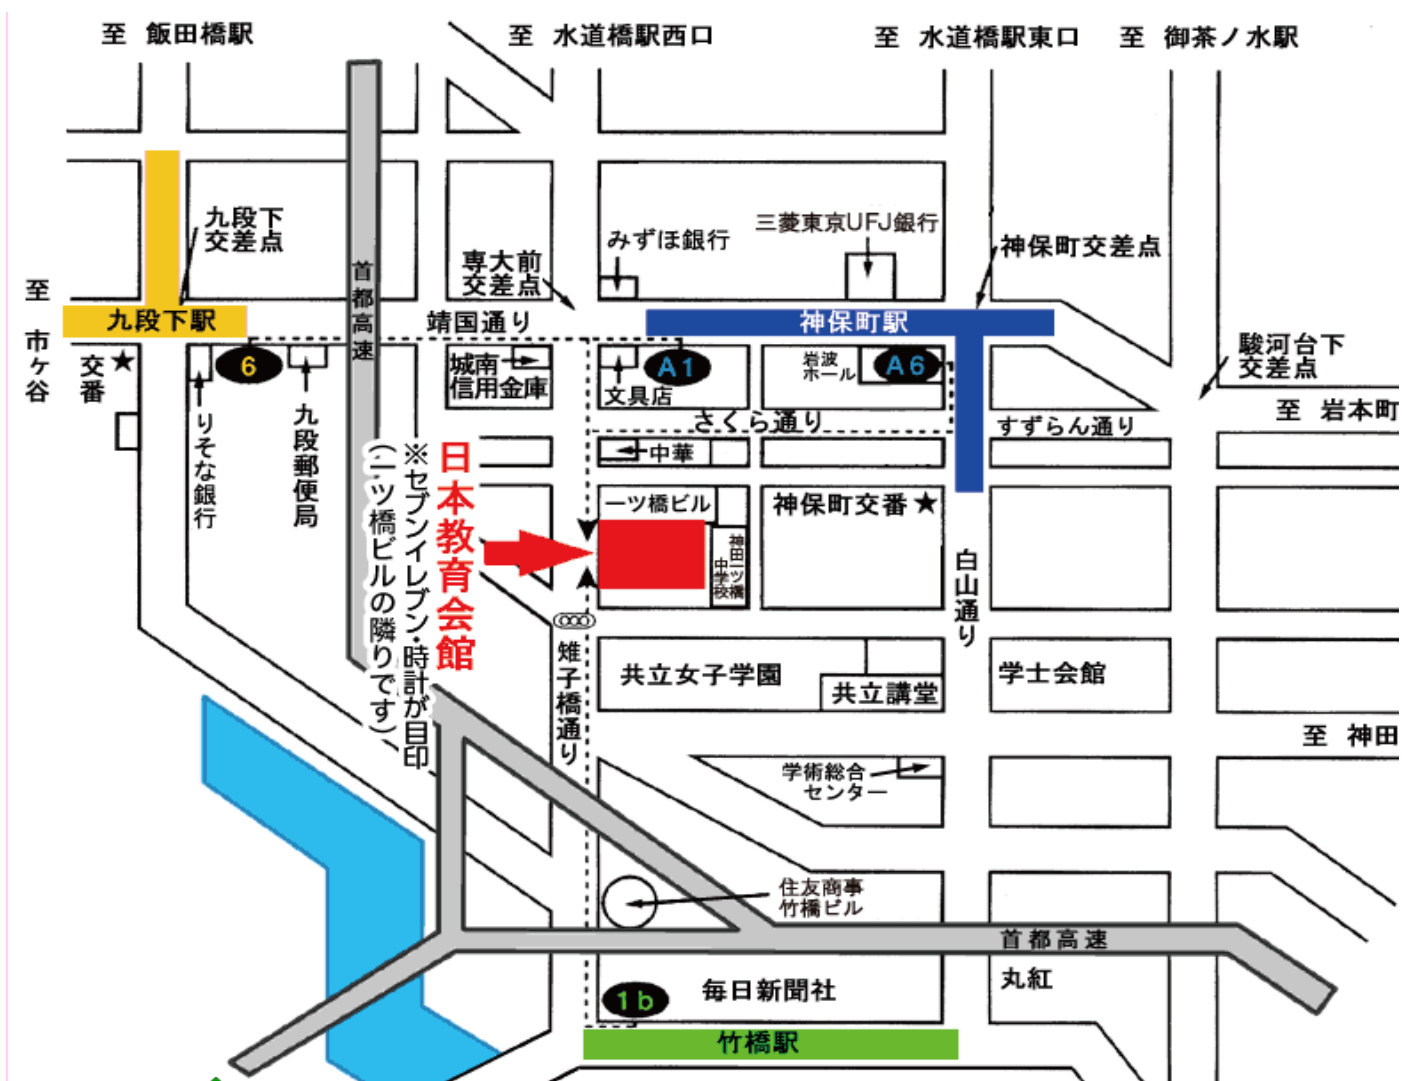 至 飯田橋駅
至 水道橋駅西口
至 水道橋駅東口
至 御茶ノ水駅
九段下
交差点
専大前
交差点
みずほ銀行
三菱東京UFJ銀行
神保町交差点
至 市ヶ谷
九段下駅
首都高速
靖国通り
神保町駅
駿河台下
交差点
交番
6
城南
信用金庫
文具店
A1
岩波
ホール
A6
至 岩本町
さくら通り
すずらん通り
りそな銀行
九段郵便局
中華
日本教育会館
※セブンイレブン・時計が目印
(一ツ橋ビルの隣りです)
一ツ橋ビル
神田一ツ橋
中学校
神保町交番
白山通り
雉子橋通り
共立女子学園
共立講堂
学士会館
至 神田
学術総合
センター
住友商事
竹橋ビル
首都高速
丸紅
1b
毎日新聞社
竹橋駅